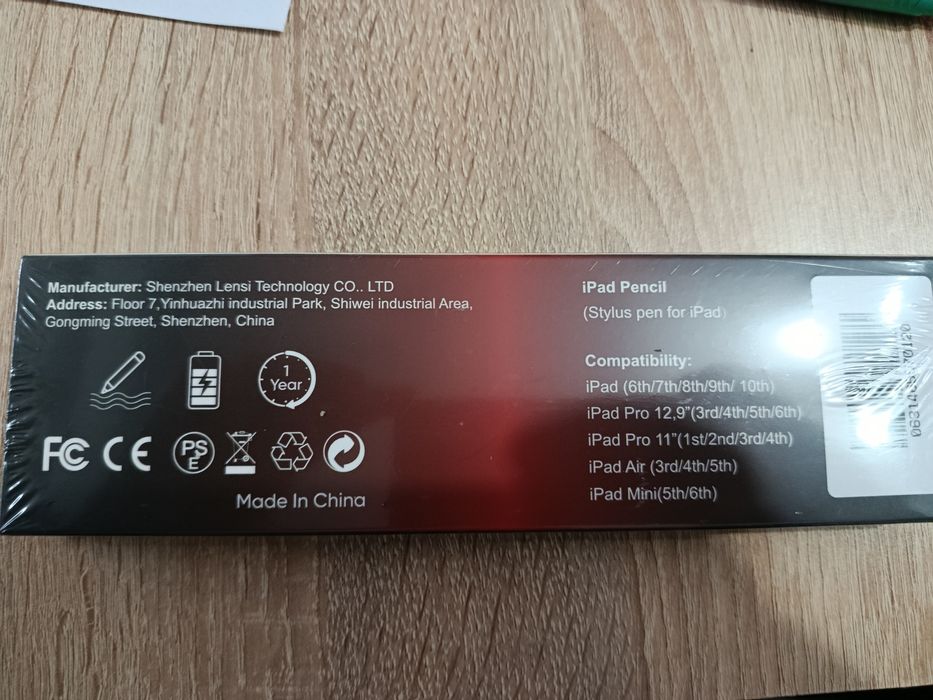 Manufacturer: Shenzhen Lensi Technology CO.. LTD
Address: Floor 7,Yinhuazhi industrial Park, Shiwei industrial Area,
Gongming Street, Shenzhen, China
1
Year
FC CE
PS
E
Made In China
iPad Pencil
(Stylus pen for iPad)
Compatibility:
iPad (6th/7th/8th/9th/ 10th)
iPad Pro 12,9"(3rd/4th/5th/6th)
iPad Pro 11"(1st/2nd/3rd/4th)
iPad Air (3rd/4th/5th)
iPad Mini(5th/6th)